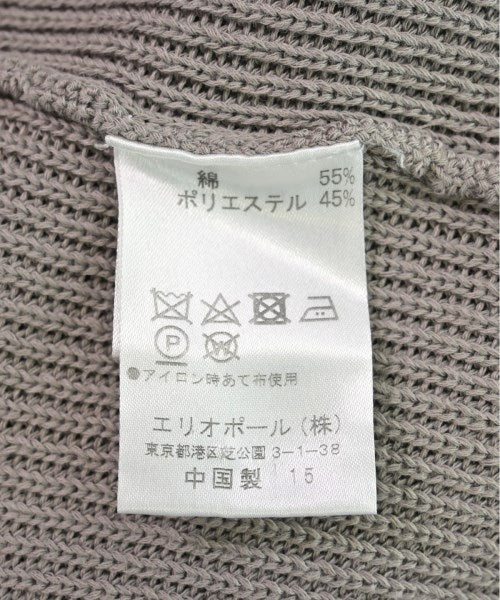 綿 55%
ポリエステル 45%
P W
●アイロン時あて布使用
エリオポール(株)
東京都港区芝公園 3-1-38
中国製 15